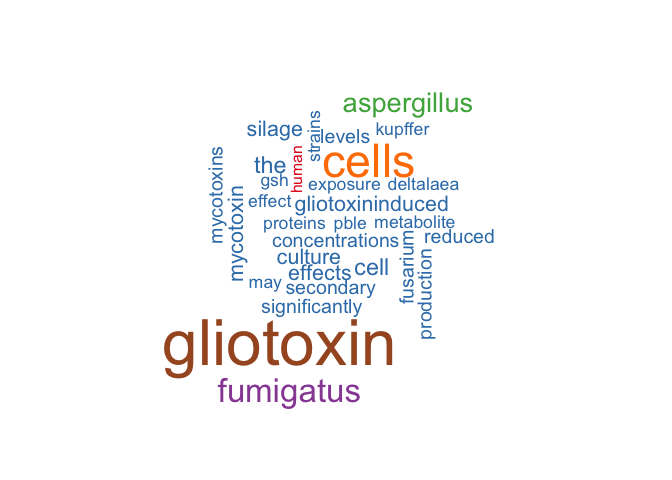 aspergillus
silage
strains
levels
kupffer
mycotoxins
the
human
cells
gsh
exposure
deltalaea
mycotoxin
effect
gliotoxininduced
proteins
pble
metabolite
concentrations
fusarium
reduced
culture
effects
cell
production
may
secondary
significantly
gliotoxin
fumigatus